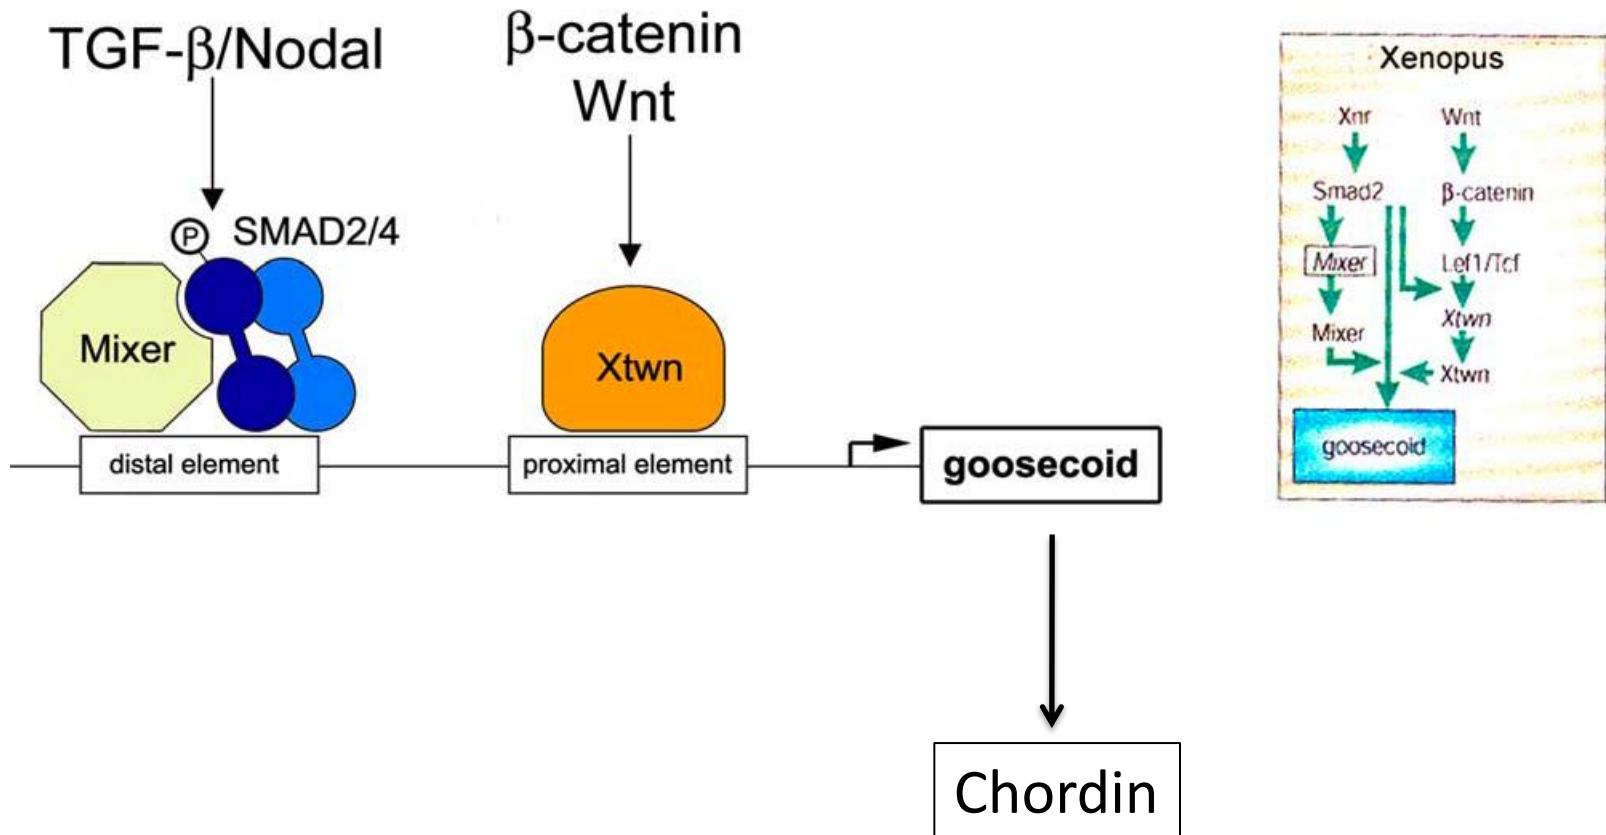 TGF-β/Nodal
β-catenin
Wnt
P
SMAD2/4
Mixer
Xtwn
distal element
proximal element
goosecoid
Chordin
Xenopus
Xnr
Wnt
Smad2
β-catenin
Mixer
Lef1/Tcf
Xtwn
Mixer
Xtwn
goosecoid